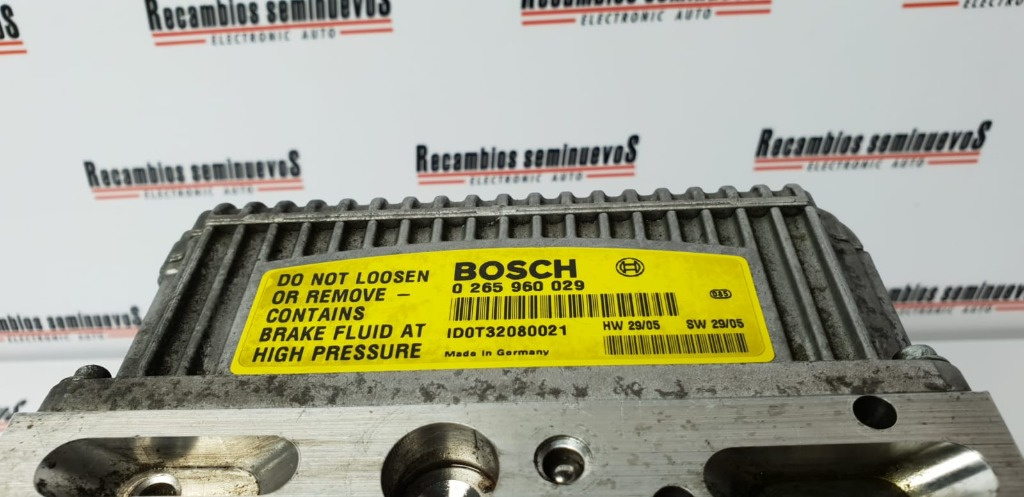 Recambios seminuevoS
ELECTRONIC AUTO
ELECTRONIC AUTO
Recambios seminuevoS
ELECTRONIC AUTO
Recambios seminuevoS
ELECTRONIC AUTO
Recambios seminuevoS
ELECTRONIC AUTO
DO NOT LOOSEN
OR REMOVE –
CONTAINS
BRAKE FLUID AT
HIGH PRESSURE
BOSCH
0 265 960 029
ID0T32080021
Made in Germany
HW 29/05 SW 29/05